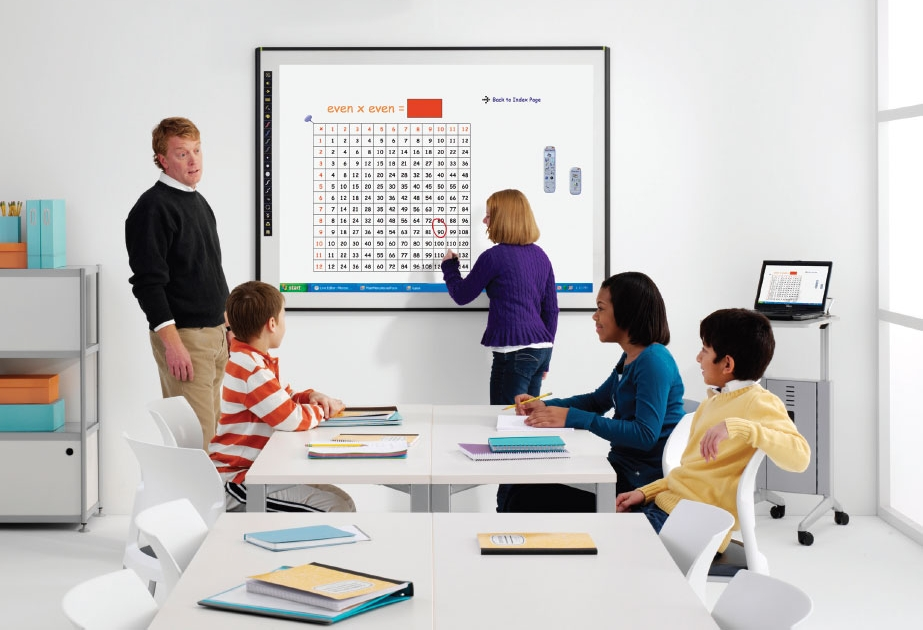 even x even =
Back to Index Page
x 1 2 3 4 5 6 7 8 9 10 11 12
1 1 2 3 4 5 6 7 8 9 10 11 12
2 2 4 6 8 10 12 14 16 18 20 22 24
3 3 6 9 12 15 18 21 24 27 30 33 36
4 4 8 12 16 20 24 28 32 36 40 44 48
5 5 10 15 20 25 30 35 40 45 50 55 60
6 6 12 18 24 30 36 42 48 54 60 66 72
7 7 14 21 28 35 42 49 56 63 70 77 84
8 8 16 24 32 40 48 56 64 72 80 88 96
9 9 18 27 36 45 54 63 72 81 90 99 108
10 10 20 30 40 50 60 70 80 90 100 110 120
11 11 22 33 44 55 66 77 88 99 110 132
12 12 24 36 48 60 72 84 96 108 144
start